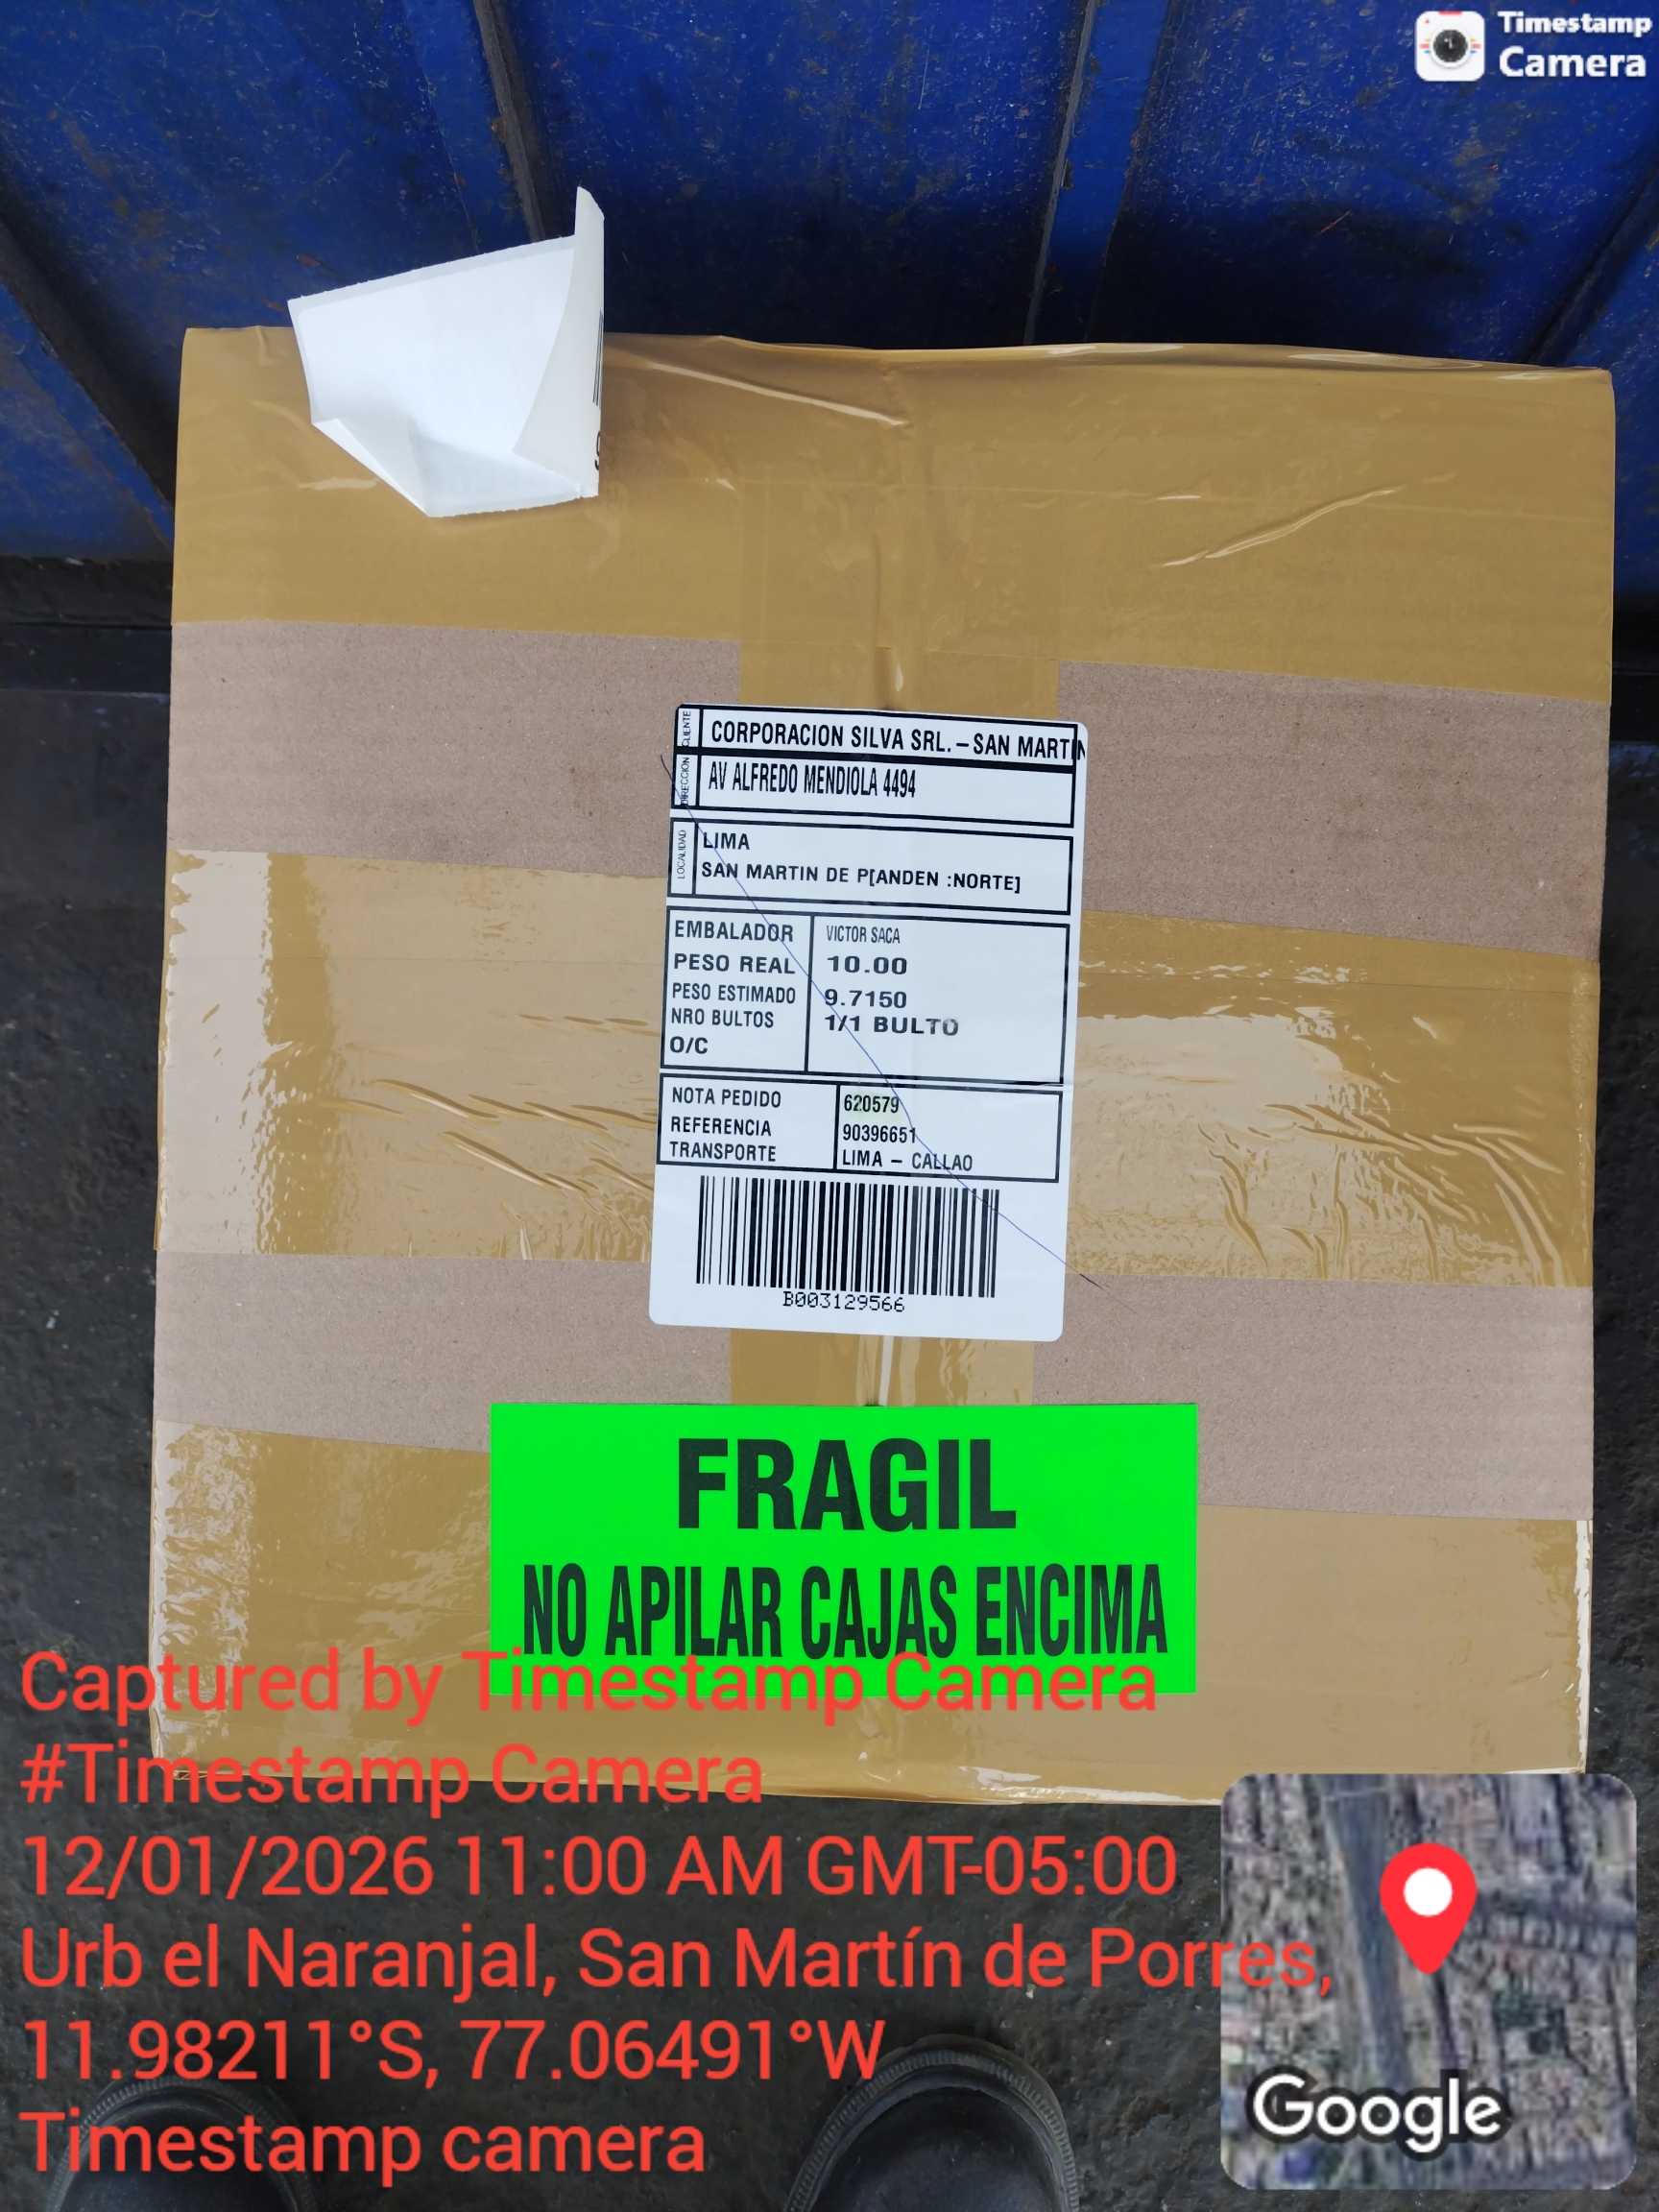 Timestamp
Camera
CLIENTE
CORPORACION SILVA SRL. – SAN MARTIN
DIRECCION
AV ALFREDO MENDIOLA 4494
LOCALIDAD
LIMA
SAN MARTIN DE P[ANDEN :NORTE]
EMBALADOR VICTOR SACA
PESO REAL 10.00
PESO ESTIMADO 9.7150
NRO BULTOS 1/1 BULTO
O/C
NOTA PEDIDO 620579
REFERENCIA 90396651
TRANSPORTE LIMA – CALLAO
B003129566
FRAGIL
NO APILAR CAJAS ENCIMA
Captured by Timestamp Camera
#Timestamp Camera
12/01/2026 11:00 AM GMT-05:00
Urb el Naranjal, San Martín de Porres,
11.98211°S, 77.06491°W
Timestamp camera
Google